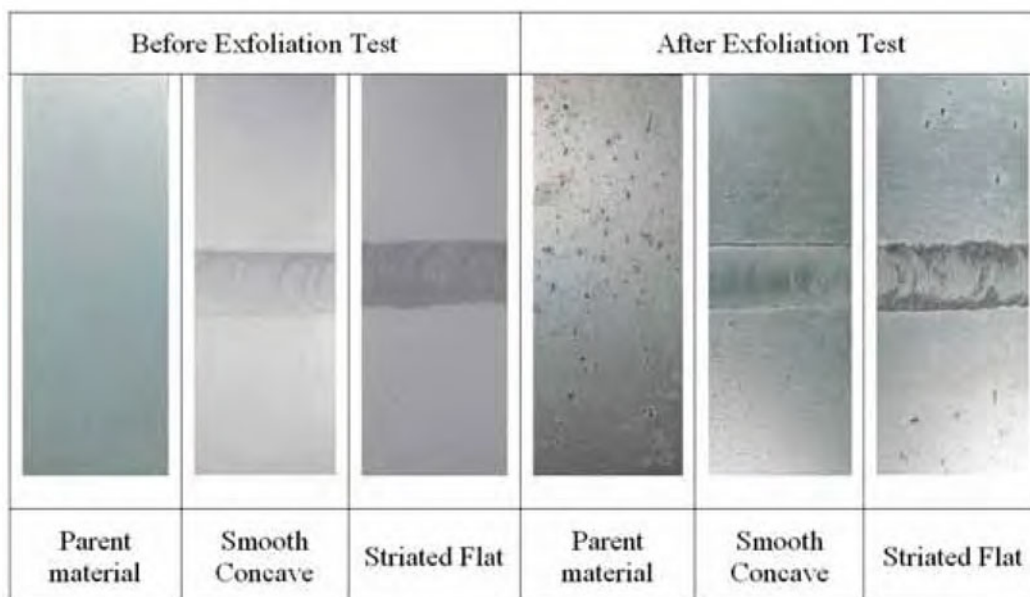 Before Exfoliation Test
After Exfoliation Test
Parent
material
Smooth
Concave
Striated Flat
Parent
material
Smooth
Concave
Striated Flat